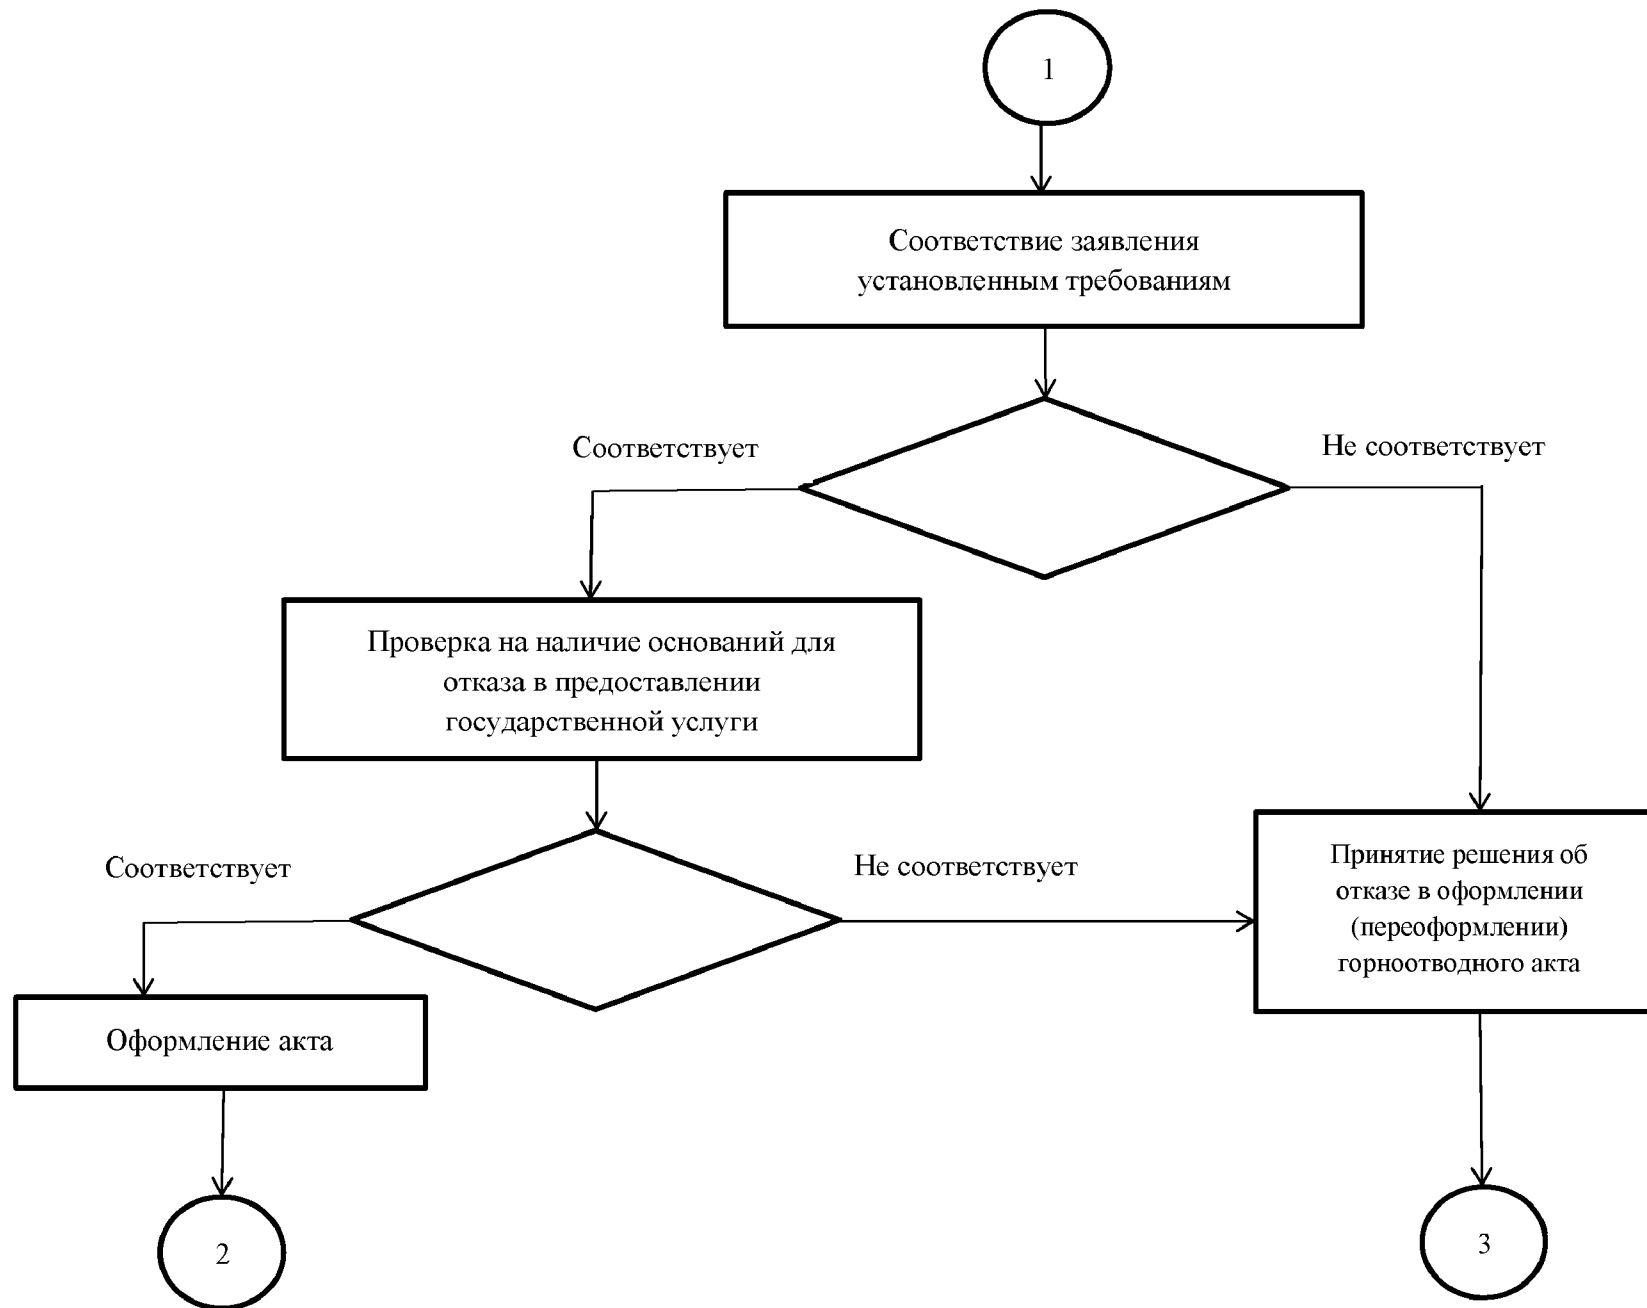 1
Соответствие заявления
установленным требованиям
Соответствует
Не соответствует
Проверка на наличие оснований для
отказа в предоставлении
государственной услуги
Соответствует
Не соответствует
Принятие решения об
отказе в оформлении
(переоформлении)
горноотводного акта
Оформление акта
2
3